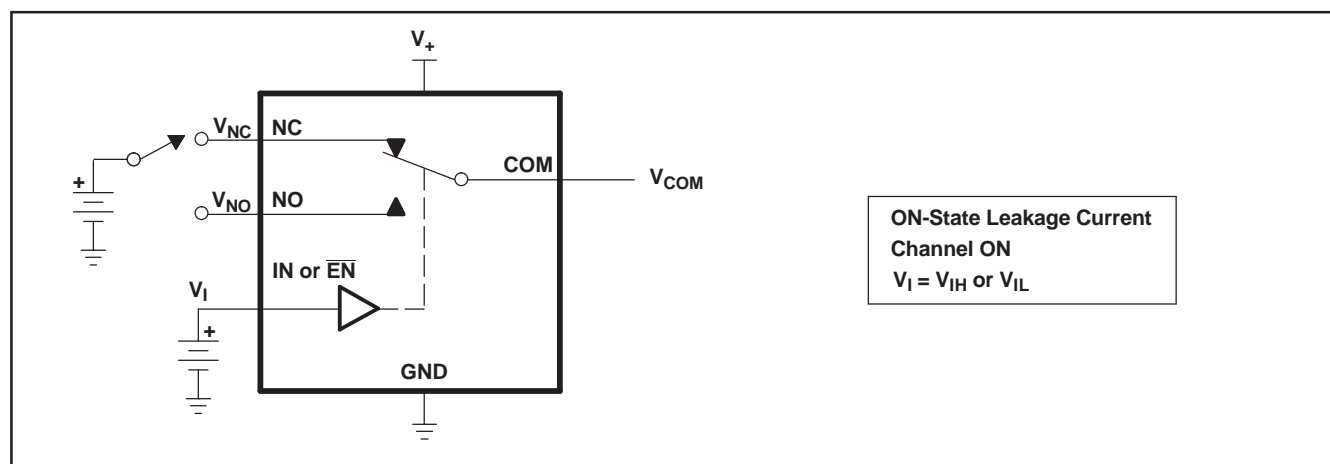 V+
VNC NC
COM
VCOM
+
VNO NO
IN or E̅N̅
VI
+
GND
ON-State Leakage Current
Channel ON
VI = VIH or VIL